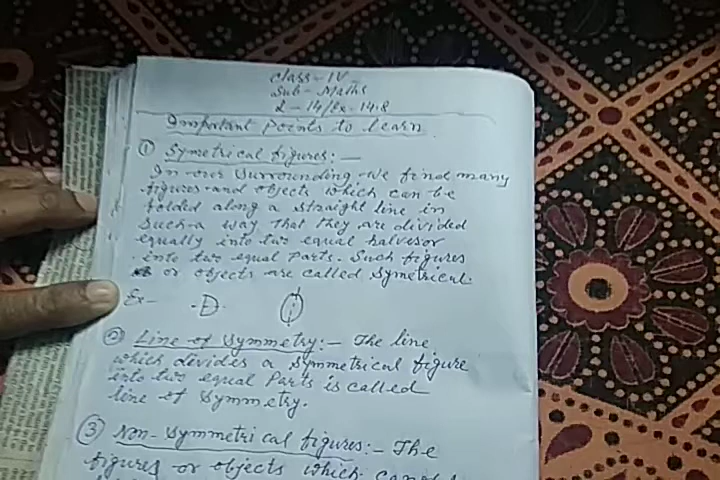 Class - IV
Sub - Maths
L - 14/Ex - 14.8
Important points to learn
① Symetrical figures: —
In our surrounding we find many
figures and objects which can be
folded along a straight line in
such a way that they are divided
equally into two equal halves or
into two equal parts. Such figures
or objects are called symetrical.
Ex - D
② Line of symmetry: - The line
which devides a symmetrical figure
into two equal parts is called
line of symmetry.
③ Non - symmetrical figures: - The
figures or objects which